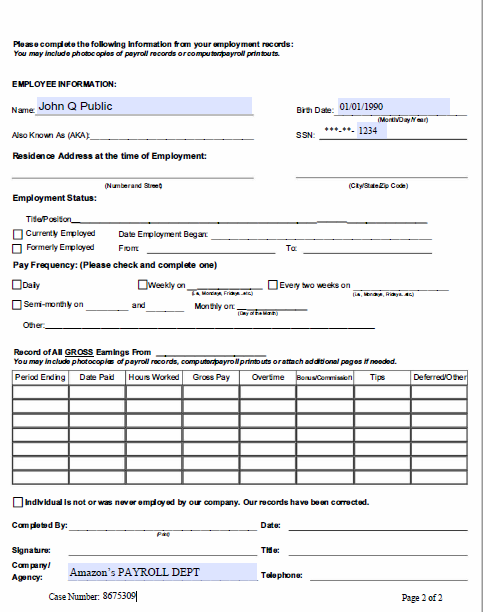 Please complete the following information from your employment records:
You may include photocopies of payroll records or computer/payroll printouts.
EMPLOYEE INFORMATION:
Name: John Q Public Birth Date: 01/01/1990
(Month/Day/Year)
Also Known As (AKA): SSN: ***-**- 1234
Residence Address at the time of Employment:
(Number and Street) (City/State/Zip Code)
Employment Status:
Title/Position
Currently Employed Date Employment Began:
Formerly Employed From: To:
Pay Frequency: (Please check and complete one)
Daily Weekly on Every two weeks on
(i.e., Mondays, Fridays...etc.) (i.e., Mondays, Fridays...etc.)
Semi-monthly on and Monthly on:
(Day of the Month)
Other:
Record of All GROSS Earnings From
You may include photocopies of payroll records, computer/payroll printouts or attach additional pages if needed.
Period Ending Date Paid Hours Worked Gross Pay Overtime Bonus/Commission Tips Deferred/Other
Individual is not or was never employed by our company. Our records have been corrected.
Completed By: Date:
(Print)
Signature: Title:
Company/
Agency: Amazon's PAYROLL DEPT Telephone:
Case Number: 8675309 Page 2 of 2